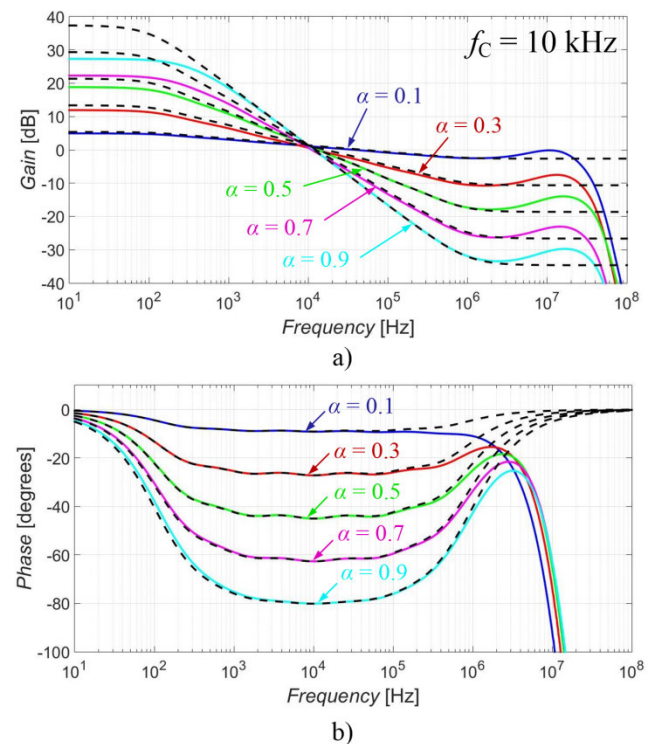 40
30
20
10
0
-10
-20
-30
-40
Gain [dB]
f_C = 10 kHz
α = 0.1
α = 0.3
α = 0.5
α = 0.7
α = 0.9
10^1 10^2 10^3 10^4 10^5 10^6 10^7 10^8
Frequency [Hz]
a)
0
-20
-40
-60
-80
-100
Phase [degrees]
α = 0.1
α = 0.3
α = 0.5
α = 0.7
α = 0.9
10^1 10^2 10^3 10^4 10^5 10^6 10^7 10^8
Frequency [Hz]
b)